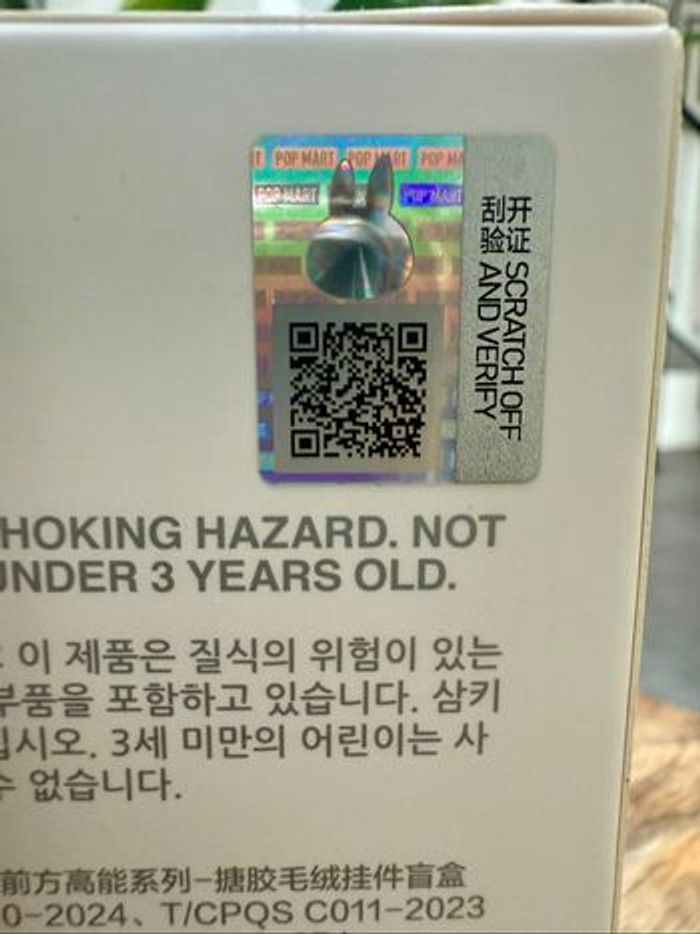 POP MART POP MART POP MA
POP MART POP MART
刮开
验证
SCRATCH OFF
AND VERIFY
HOKING HAZARD. NOT
UNDER 3 YEARS OLD.
이 제품은 질식의 위험이 있는
부품을 포함하고 있습니다. 삼키
십시오. 3세 미만의 어린이는 사
수 없습니다.
前方高能系列-搪胶毛绒挂件盲盒
0-2024、T/CPQS C011-2023